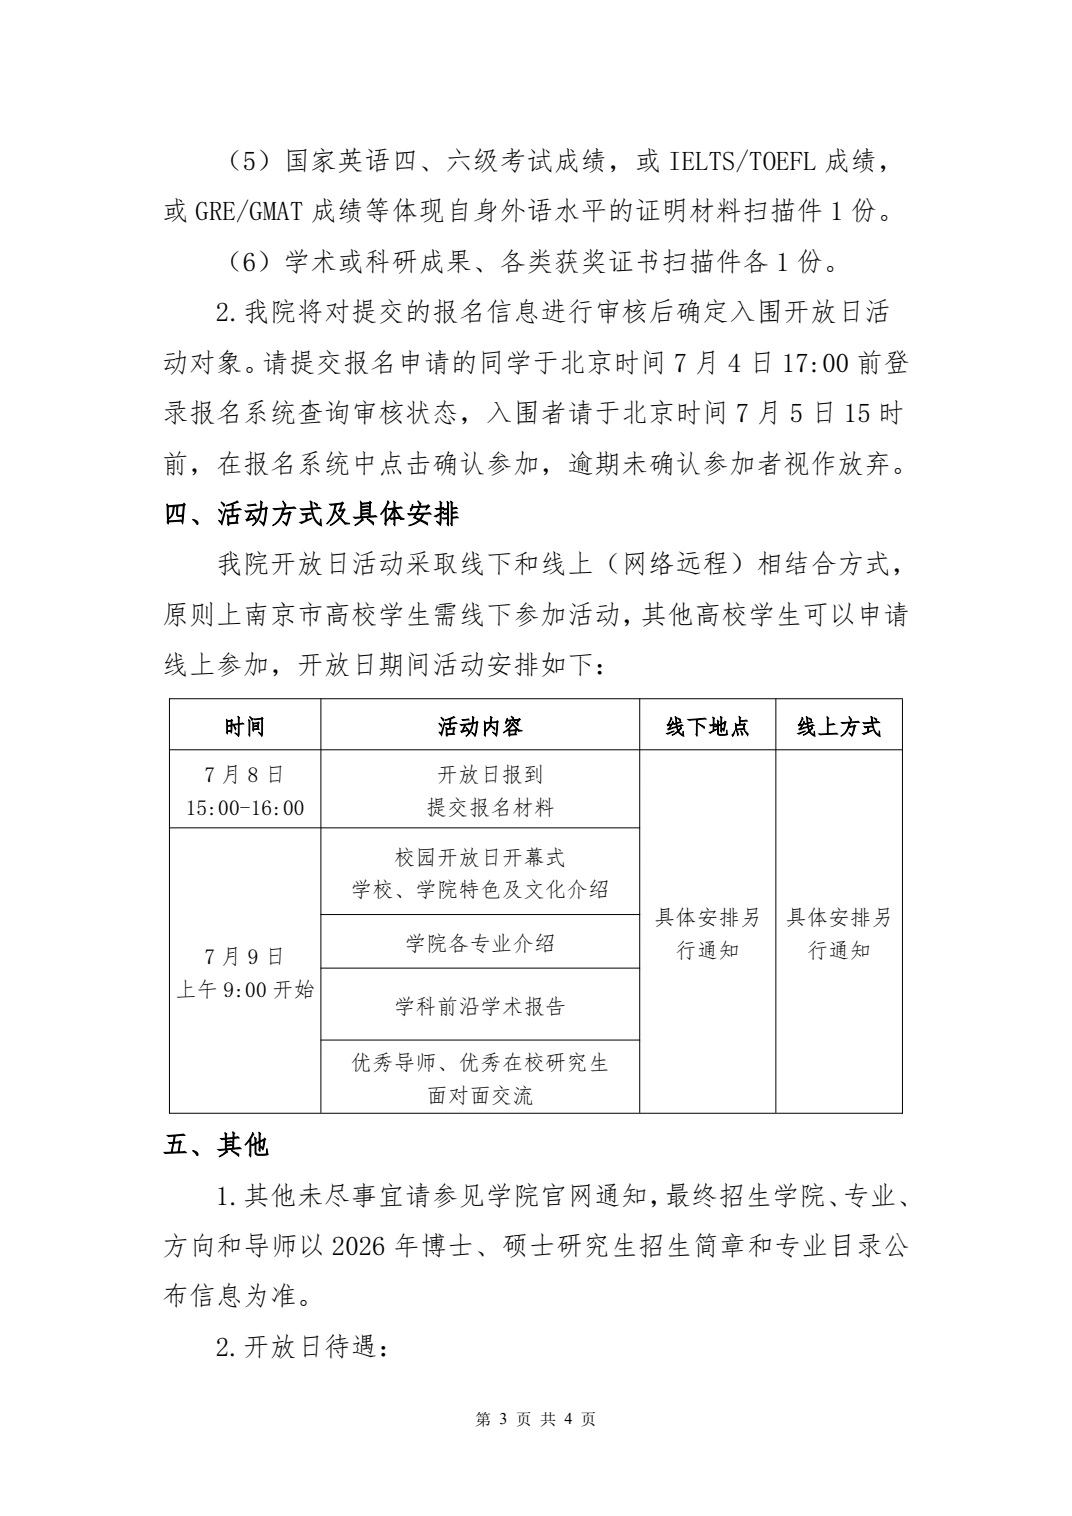 （5）国家英语四、六级考试成绩，或 IELTS/TOEFL 成绩，
或 GRE/GMAT 成绩等体现自身外语水平的证明材料扫描件 1 份。
（6）学术或科研成果、各类获奖证书扫描件各 1 份。
2.我院将对提交的报名信息进行审核后确定入围开放日活
动对象。请提交报名申请的同学于北京时间 7 月 4 日 17:00 前登
录报名系统查询审核状态，入围者请于北京时间 7 月 5 日 15 时
前，在报名系统中点击确认参加，逾期未确认参加者视作放弃。
四、活动方式及具体安排
我院开放日活动采取线下和线上（网络远程）相结合方式，
原则上南京市高校学生需线下参加活动，其他高校学生可以申请
线上参加，开放日期间活动安排如下：
时间 活动内容 线下地点 线上方式
7 月 8 日
15:00-16:00
开放日报到
提交报名材料
7 月 9 日
上午 9:00 开始
校园开放日开幕式
学校、学院特色及文化介绍
学院各专业介绍
学科前沿学术报告
优秀导师、优秀在校研究生
面对面交流
具体安排另
行通知
具体安排另
行通知
五、其他
1.其他未尽事宜请参见学院官网通知，最终招生学院、专业、
方向和导师以 2026 年博士、硕士研究生招生简章和专业目录公
布信息为准。
2.开放日待遇：
第 3 页 共 4 页